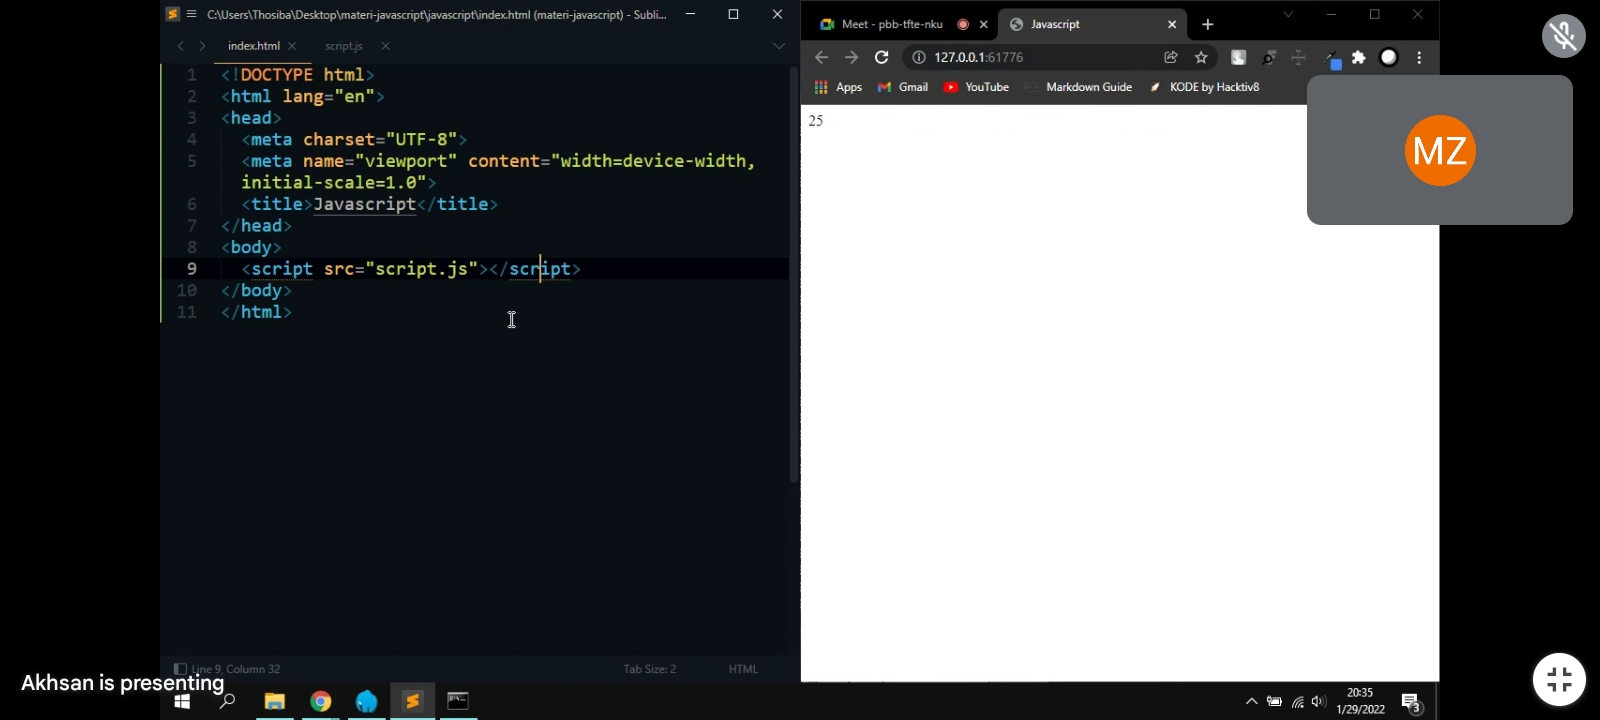 C:\Users\Thosiba\Desktop\materi-javascript\javascript\index.html (materi-javascript) - Subli...
index.html
script.js
1 <!DOCTYPE html>
2 <html lang="en">
3 <head>
4 <meta charset="UTF-8">
5 <meta name="viewport" content="width=device-width,
initial-scale=1.0">
6 <title>Javascript</title>
7 </head>
8 <body>
9 <script src="script.js"></script>
10 </body>
11 </html>
Line 9, Column 32
Tab Size: 2
HTML
Meet - pbb-tfte-nku
Javascript
127.0.0.1:61776
Apps
Gmail
YouTube
Markdown Guide
KODE by Hacktiv8
25
MZ
Akhsan is presenting
20:35
1/29/2022
3